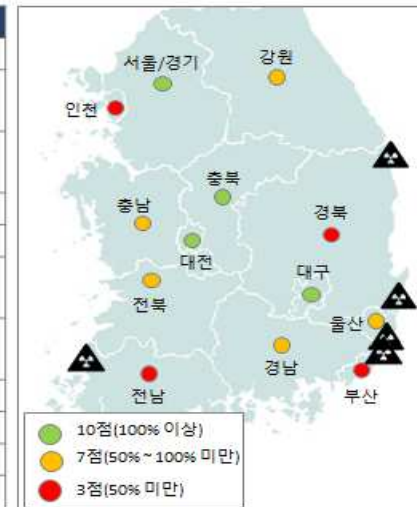 서울/경기
강원
인천
충북
충남
경북
대전
대구
전북
울산
경남
전남
부산
10점(100% 이상)
7점(50%~100% 미만)
3점(50% 미만)